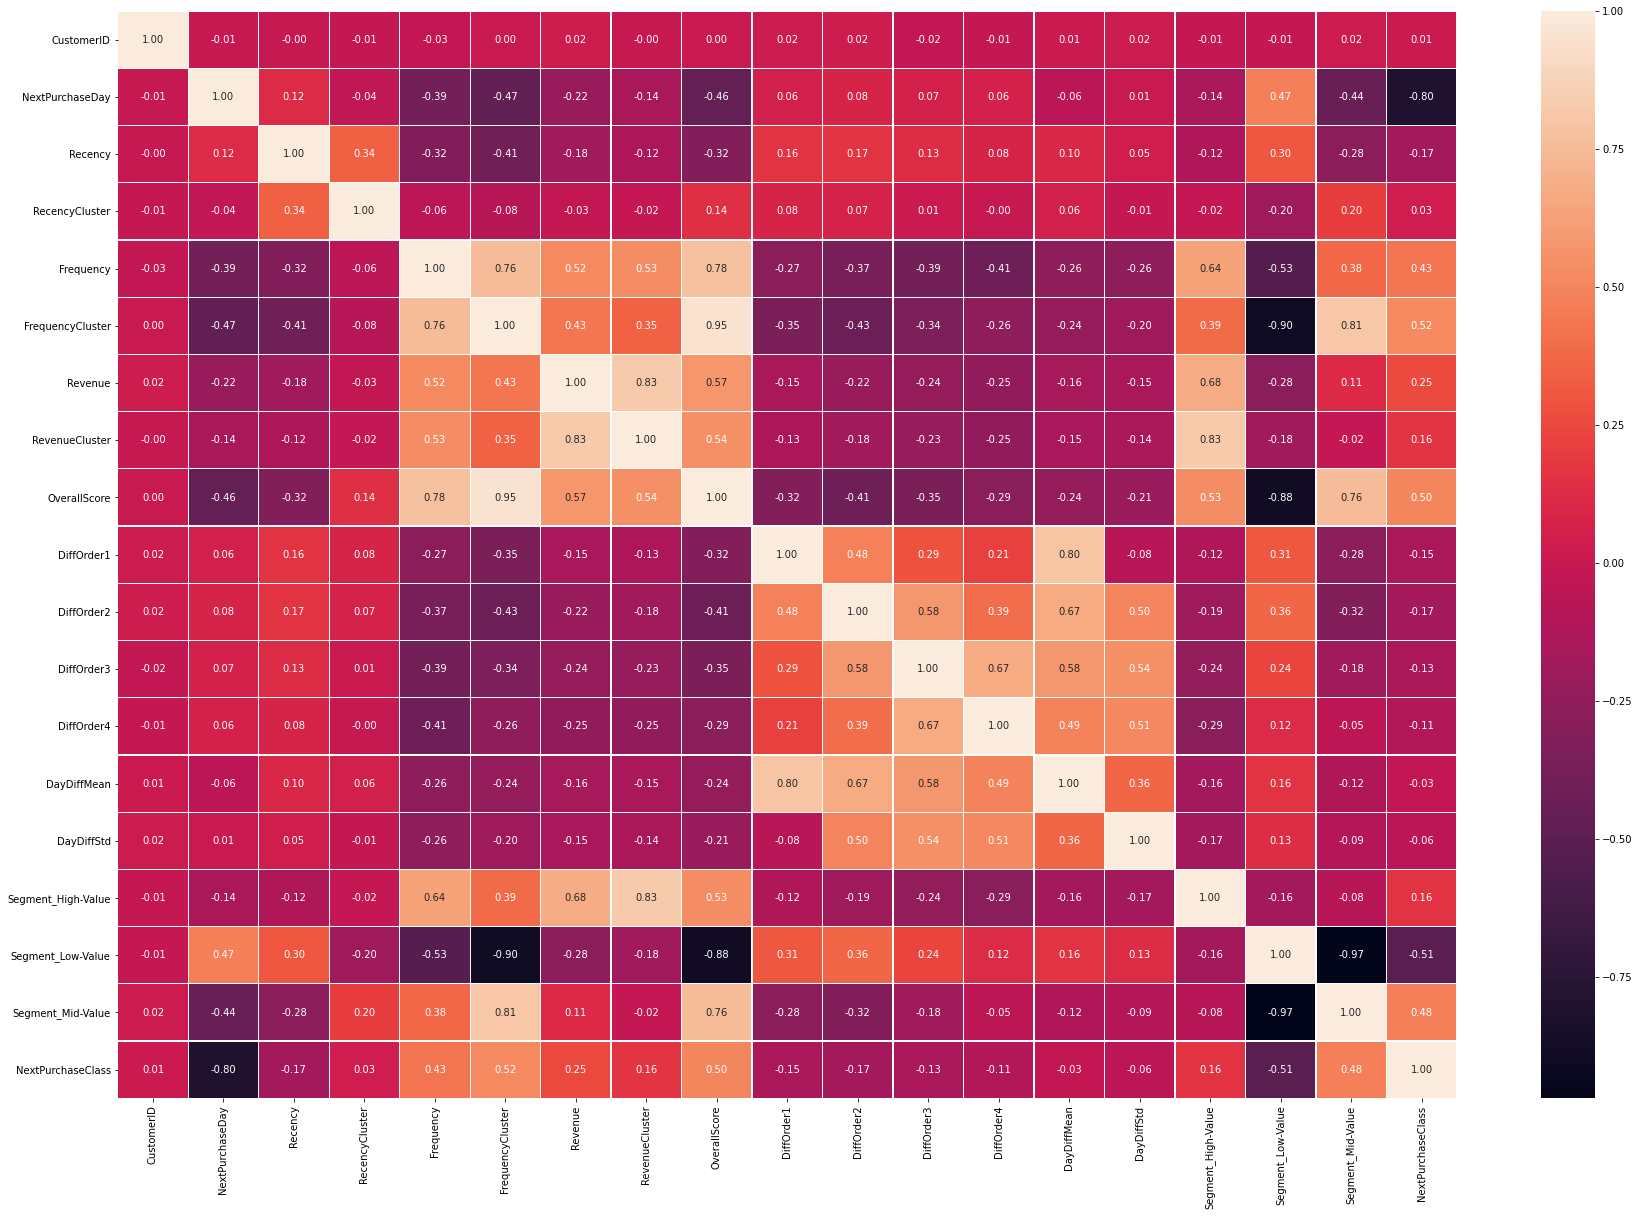 CustomerID 1.00 -0.01 -0.00 -0.01 -0.03 0.00 0.02 -0.00 0.00 0.02 0.02 -0.02 -0.01 0.01 0.02 -0.01 -0.01 0.02 0.01
NextPurchaseDay -0.01 1.00 0.12 -0.04 -0.39 -0.47 -0.22 -0.14 -0.46 0.06 0.08 0.07 0.06 -0.06 0.01 -0.14 0.47 -0.44 -0.80
Recency -0.00 0.12 1.00 0.34 -0.32 -0.41 -0.18 -0.12 -0.32 0.16 0.17 0.13 0.08 0.10 0.05 -0.12 0.30 -0.28 -0.17
RecencyCluster -0.01 -0.04 0.34 1.00 -0.06 -0.08 -0.03 -0.02 0.14 0.08 0.07 0.01 -0.00 0.06 -0.01 -0.02 -0.20 0.20 0.03
Frequency -0.03 -0.39 -0.32 -0.06 1.00 0.76 0.52 0.53 0.78 -0.27 -0.37 -0.39 -0.41 -0.26 -0.26 0.64 -0.53 0.38 0.43
FrequencyCluster 0.00 -0.47 -0.41 -0.08 0.76 1.00 0.43 0.35 0.95 -0.35 -0.43 -0.34 -0.26 -0.24 -0.20 0.39 -0.90 0.81 0.52
Revenue 0.02 -0.22 -0.18 -0.03 0.52 0.43 1.00 0.83 0.57 -0.15 -0.22 -0.24 -0.25 -0.16 -0.15 0.68 -0.28 0.11 0.25
RevenueCluster -0.00 -0.14 -0.12 -0.02 0.53 0.35 0.83 1.00 0.54 -0.13 -0.18 -0.23 -0.25 -0.15 -0.14 0.83 -0.18 -0.02 0.16
OverallScore 0.00 -0.46 -0.32 0.14 0.78 0.95 0.57 0.54 1.00 -0.32 -0.41 -0.35 -0.29 -0.24 -0.21 0.53 -0.88 0.76 0.50
DiffOrder1 0.02 0.06 0.16 0.08 -0.27 -0.35 -0.15 -0.13 -0.32 1.00 0.48 0.29 0.21 0.80 -0.08 -0.12 0.31 -0.28 -0.15
DiffOrder2 0.02 0.08 0.17 0.07 -0.37 -0.43 -0.22 -0.18 -0.41 0.48 1.00 0.58 0.39 0.67 0.50 -0.19 0.36 -0.32 -0.17
DiffOrder3 -0.02 0.07 0.13 0.01 -0.39 -0.34 -0.24 -0.23 -0.35 0.29 0.58 1.00 0.67 0.58 0.54 -0.24 0.24 -0.18 -0.13
DiffOrder4 -0.01 0.06 0.08 -0.00 -0.41 -0.26 -0.25 -0.25 -0.29 0.21 0.39 0.67 1.00 0.49 0.51 -0.29 0.12 -0.05 -0.11
DayDiffMean 0.01 -0.06 0.10 0.06 -0.26 -0.24 -0.16 -0.15 -0.24 0.80 0.67 0.58 0.49 1.00 0.36 -0.16 0.16 -0.12 -0.03
DayDiffStd 0.02 0.01 0.05 -0.01 -0.26 -0.20 -0.15 -0.14 -0.21 -0.08 0.50 0.54 0.51 0.36 1.00 -0.17 0.13 -0.09 -0.06
Segment_High-Value -0.01 -0.14 -0.12 -0.02 0.64 0.39 0.68 0.83 0.53 -0.12 -0.19 -0.24 -0.29 -0.16 -0.17 1.00 -0.16 -0.08 0.16
Segment_Low-Value -0.01 0.47 0.30 -0.20 -0.53 -0.90 -0.28 -0.18 -0.88 0.31 0.36 0.24 0.12 0.16 0.13 -0.16 1.00 -0.97 -0.51
Segment_Mid-Value 0.02 -0.44 -0.28 0.20 0.38 0.81 0.11 -0.02 0.76 -0.28 -0.32 -0.18 -0.05 -0.12 -0.09 -0.08 -0.97 1.00 0.48
NextPurchaseClass 0.01 -0.80 -0.17 0.03 0.43 0.52 0.25 0.16 0.50 -0.15 -0.17 -0.13 -0.11 -0.03 -0.06 0.16 -0.51 0.48 1.00
CustomerID
NextPurchaseDay
Recency
RecencyCluster
Frequency
FrequencyCluster
Revenue
RevenueCluster
OverallScore
DiffOrder1
DiffOrder2
DiffOrder3
DiffOrder4
DayDiffMean
DayDiffStd
Segment_High-Value
Segment_Low-Value
Segment_Mid-Value
NextPurchaseClass
1.00
0.75
0.50
0.25
0.00
−0.25
−0.50
−0.75